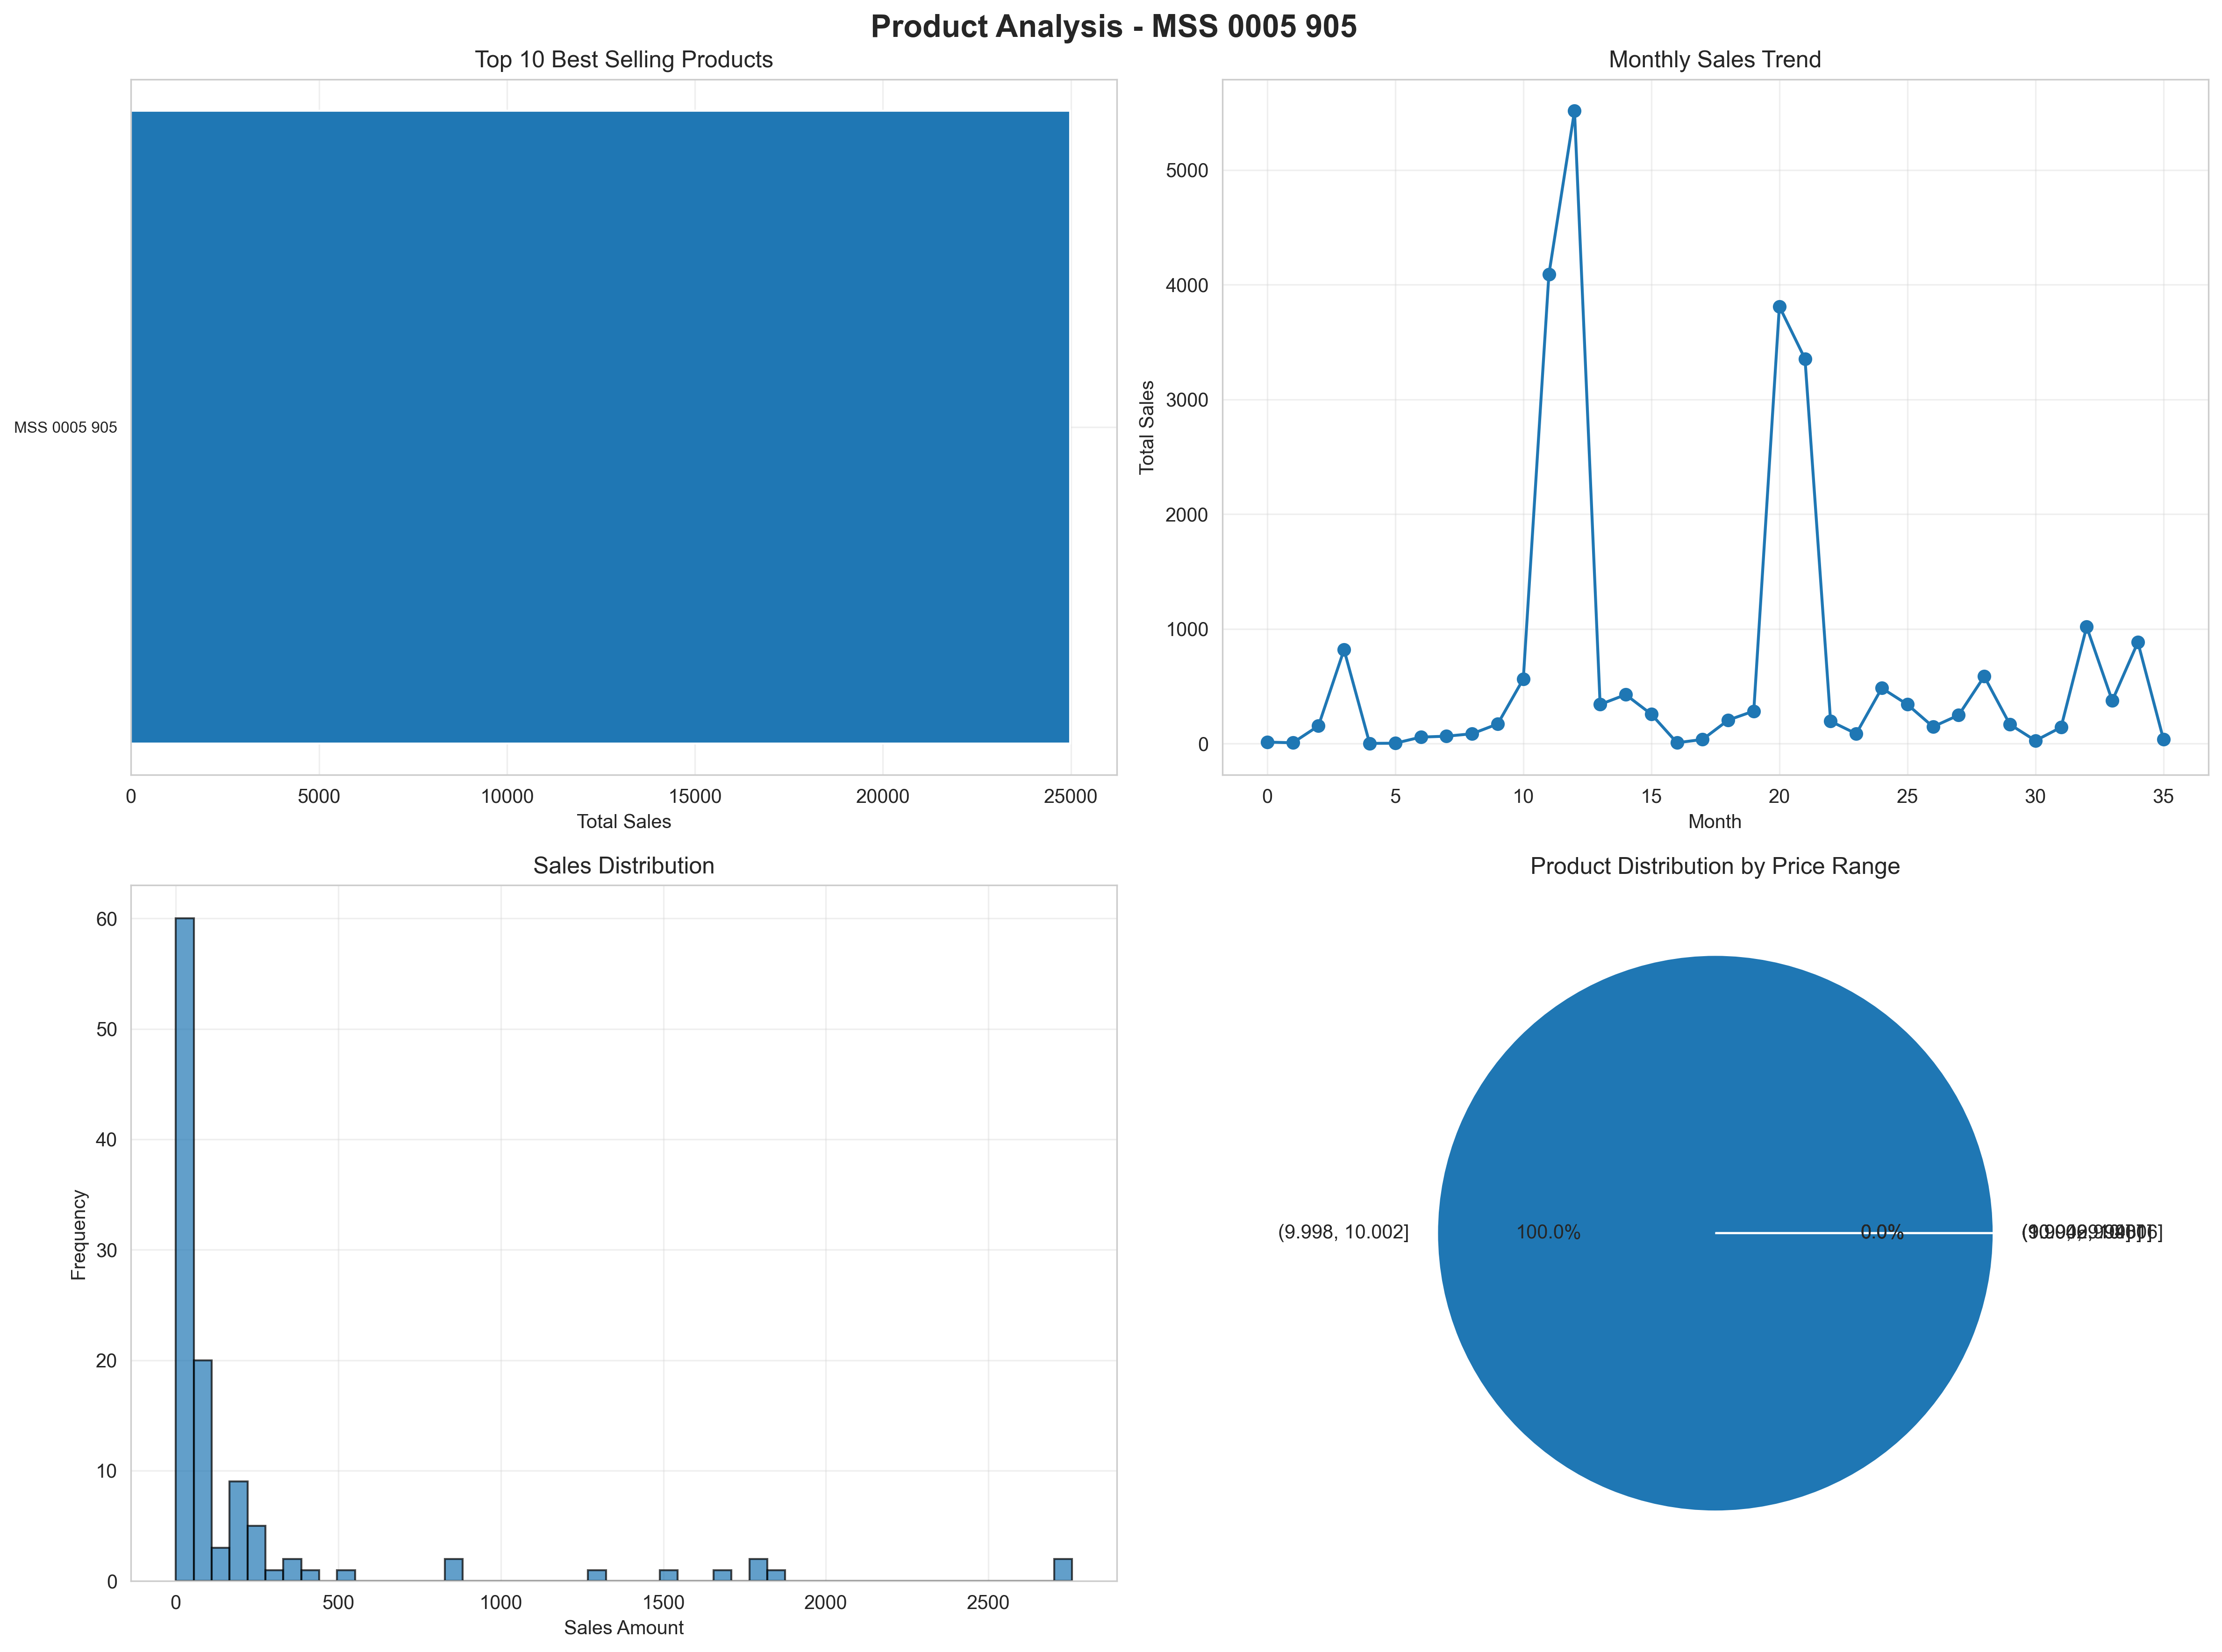 Product Analysis - MSS 0005 905
Top 10 Best Selling Products
MSS 0005 905
0 5000 10000 15000 20000 25000
Total Sales
Monthly Sales Trend
Total Sales
5000
4000
3000
2000
1000
0
0 5 10 15 20 25 30 35
Month
Sales Distribution
Frequency
60
50
40
30
20
10
0
0 500 1000 1500 2000 2500
Sales Amount
Product Distribution by Price Range
(9.998, 10.002] 100.0% 0.0%